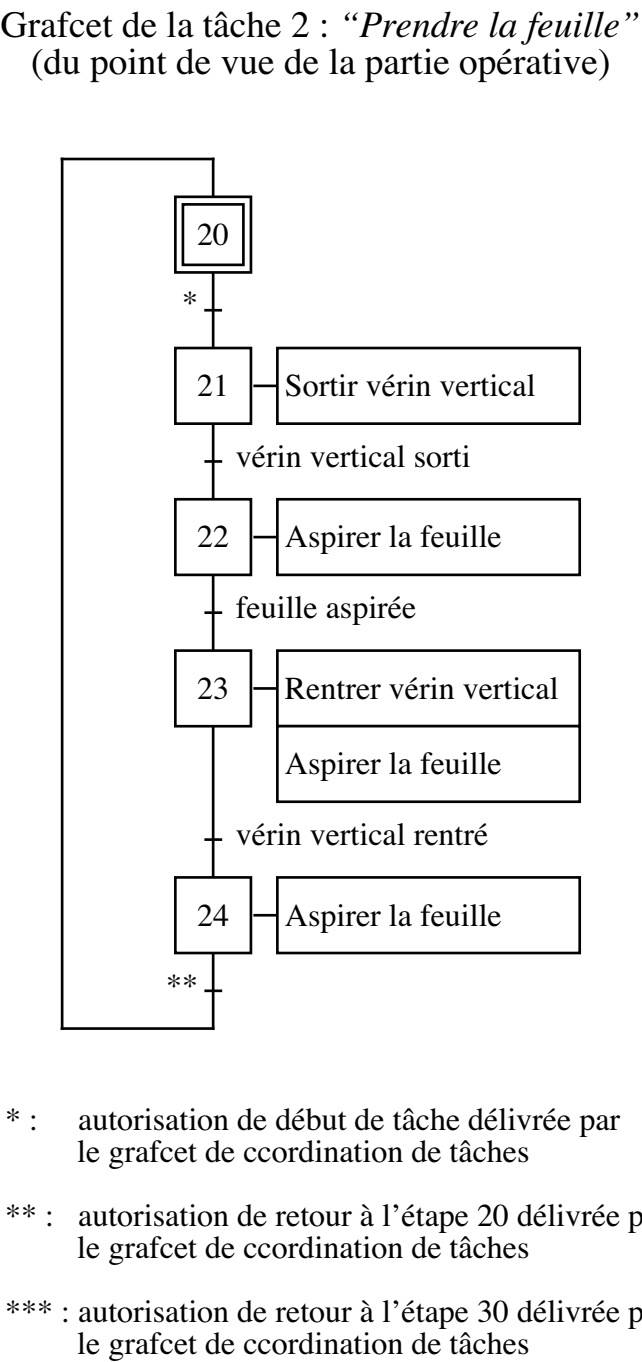 Grafcet de la tâche 2 : “Prendre la feuille”
(du point de vue de la partie opérative)
20
*
21
Sortir vérin vertical
vérin vertical sorti
22
Aspirer la feuille
feuille aspirée
23
Rentrer vérin vertical
Aspirer la feuille
vérin vertical rentré
24
Aspirer la feuille
**
* : autorisation de début de tâche délivrée par
le grafcet de ccordination de tâches
** : autorisation de retour à l’étape 20 délivrée p
le grafcet de ccordination de tâches
*** : autorisation de retour à l’étape 30 délivrée p
le grafcet de ccordination de tâches